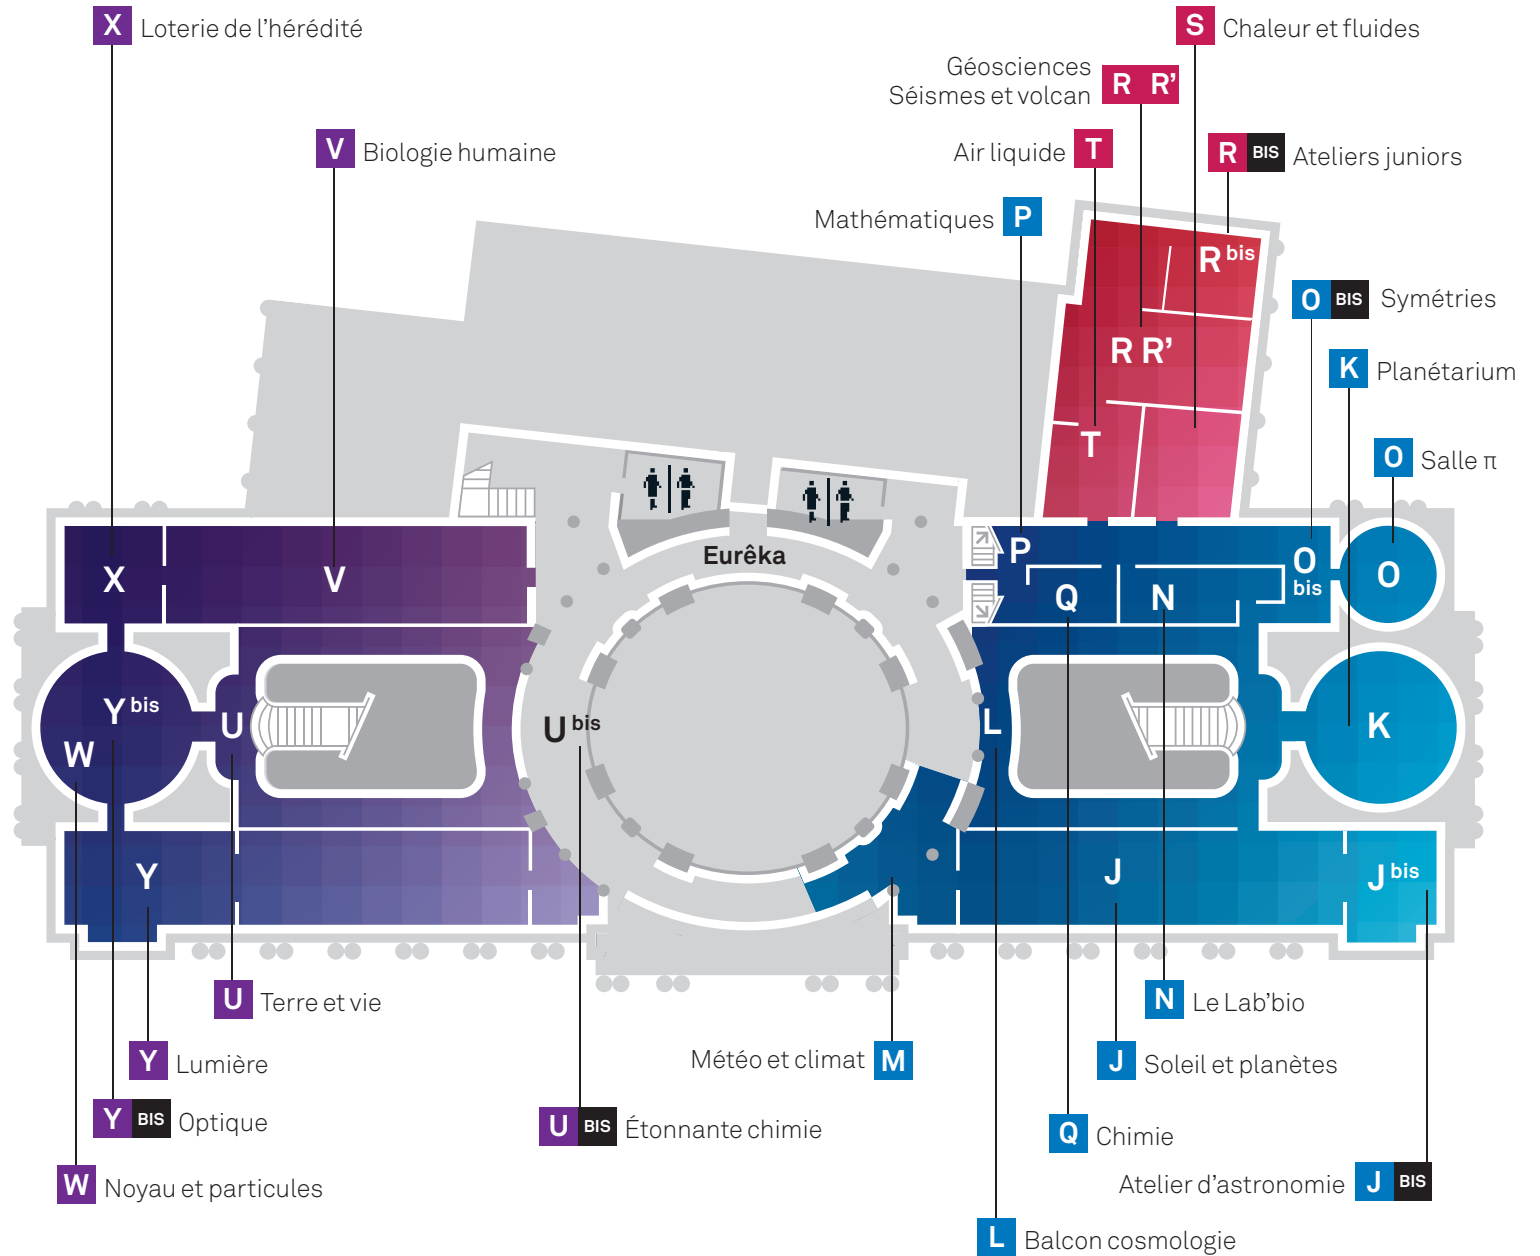 X Loterie de l’hérédité
S Chaleur et fluides
Géosciences
Séismes et volcan
R R’
V Biologie humaine
Air liquide T
R BIS Ateliers juniors
Mathématiques P
R bis
O BIS Symétries
R R’
K Planétarium
T
O Salle π
Eurêka
P
O
bis
O
X
V
Q
N
Y bis
U
U bis
L
K
W
Y
J
J bis
U Terre et vie
N Le Lab’bio
Y Lumière
Météo et climat M
J Soleil et planètes
Y BIS Optique
U BIS Étonnante chimie
Q Chimie
W Noyau et particules
Atelier d’astronomie J BIS
L Balcon cosmologie